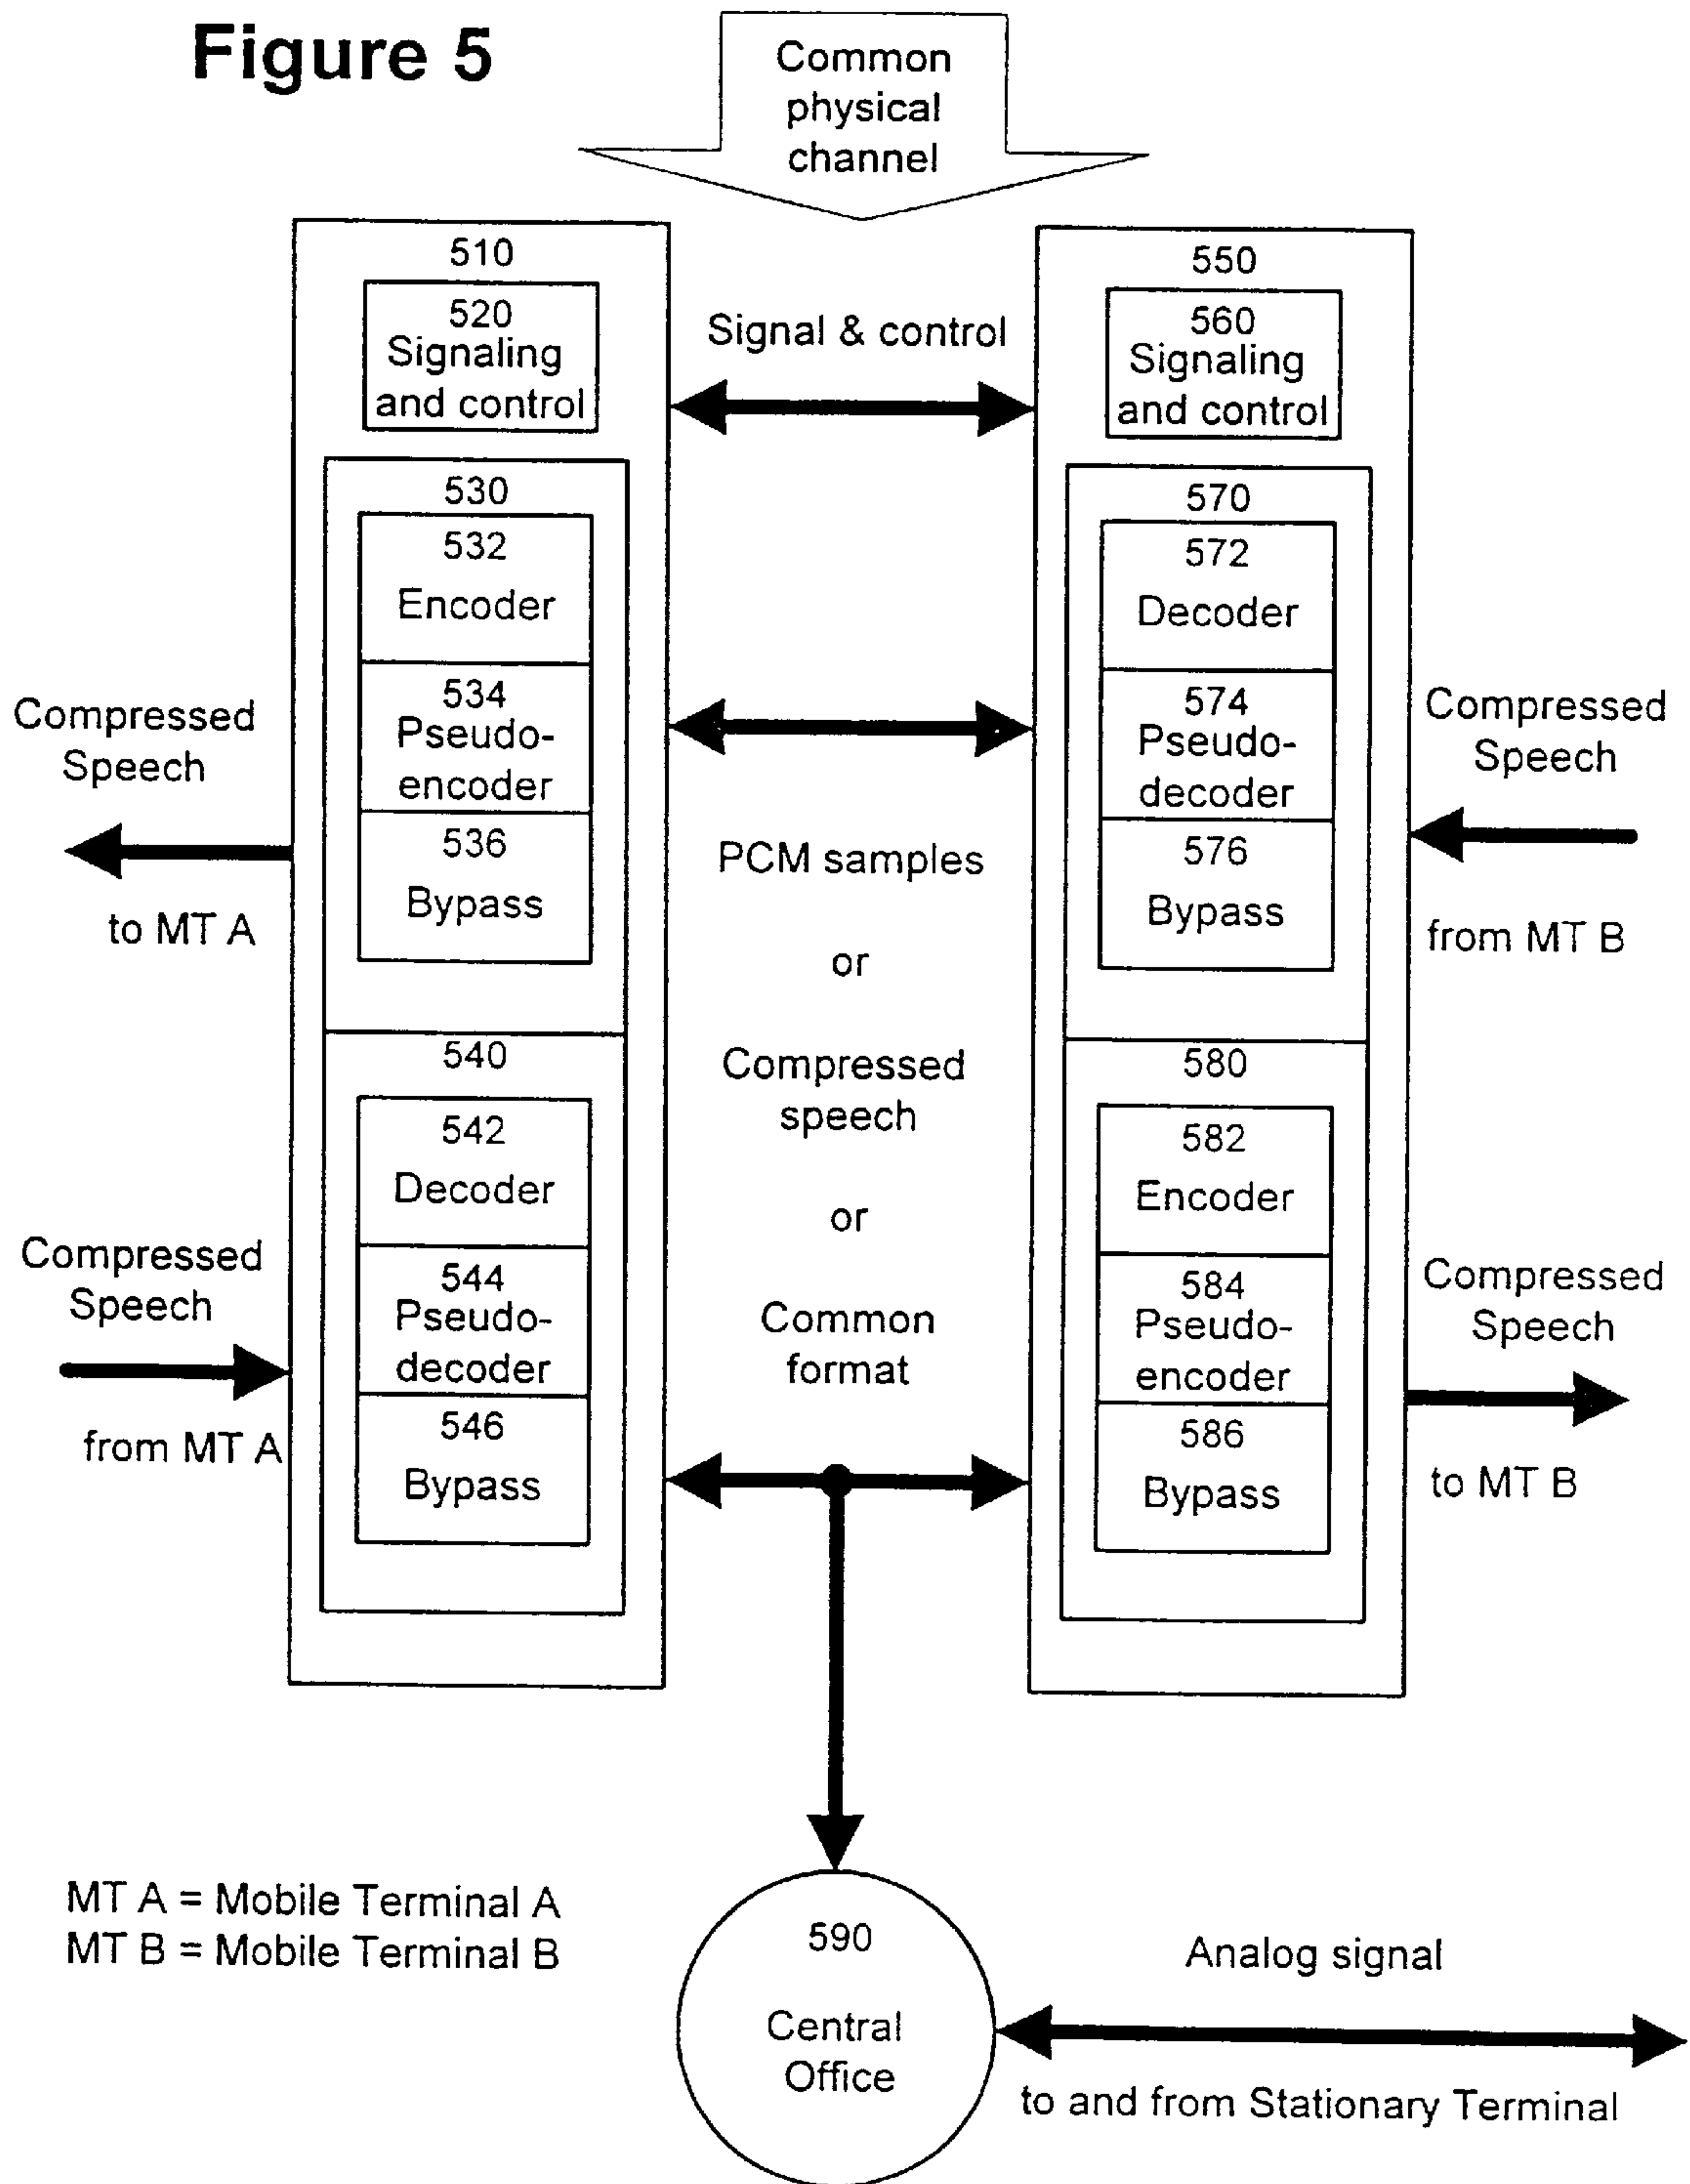 Figure 5
Common
physical
channel
510
520
Signaling
and control
530
532
Encoder
534
Pseudo-
encoder
536
Bypass
540
542
Decoder
544
Pseudo-
decoder
546
Bypass
Compressed
Speech
to MT A
Compressed
Speech
from MT A
Signal & control
PCM samples
or
Compressed
speech
or
Common
format
550
560
Signaling
and control
570
572
Decoder
574
Pseudo-
decoder
576
Bypass
580
582
Encoder
584
Pseudo-
encoder
586
Bypass
Compressed
Speech
from MT B
Compressed
Speech
to MT B
MT A = Mobile Terminal A
MT B = Mobile Terminal B
590
Central
Office
Analog signal
to and from Stationary Terminal